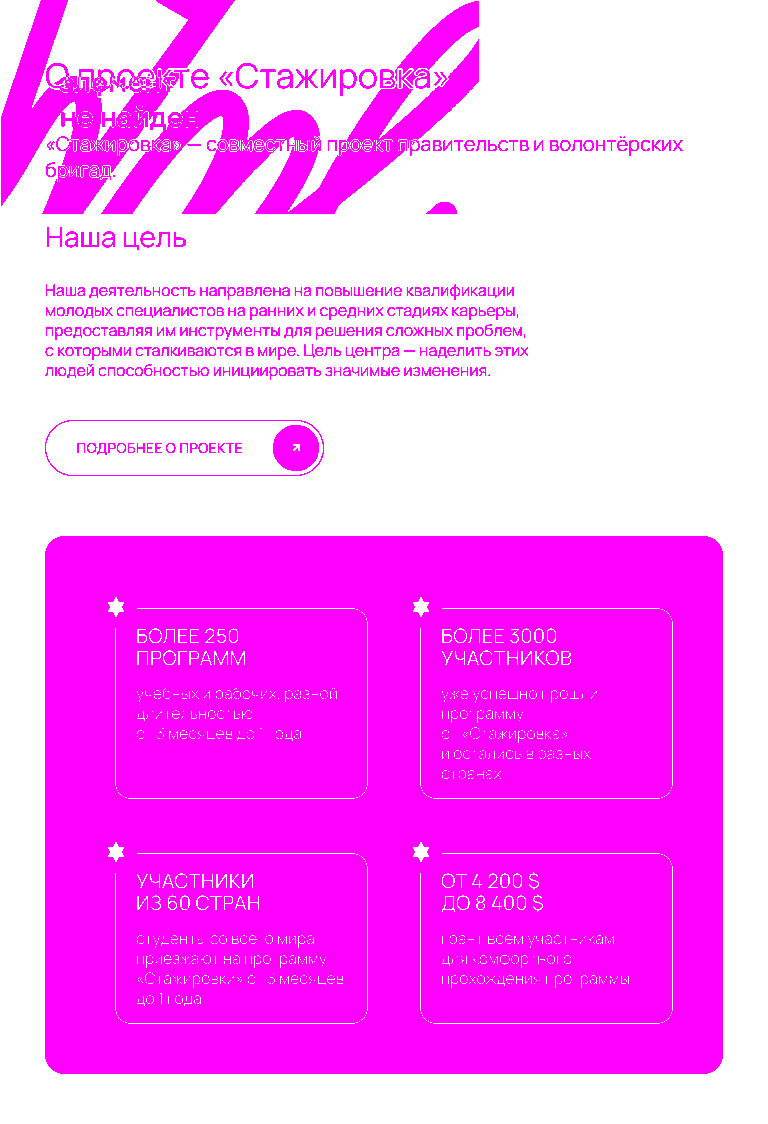 О проекте «Стажировка»
элемент
не найден
«Стажировка» — совместный проект правительств и волонтёрских
бригад.
Наша цель
Наша деятельность направлена на повышение квалификации
молодых специалистов на ранних и средних стадиях карьеры,
предоставляя им инструменты для решения сложных проблем,
с которыми сталкиваются в мире. Цель центра — наделить этих
людей способностью инициировать значимые изменения.
ПОДРОБНЕЕ О ПРОЕКТЕ
БОЛЕЕ 250
ПРОГРАММ
учебных и рабочих, разной
длительностью
от 3 месяцев до 1 года
БОЛЕЕ 3000
УЧАСТНИКОВ
уже успешно прошли
программу
от «Стажировка»
и остались в разных
странах
УЧАСТНИКИ
ИЗ 60 СТРАН
студенты со всего мира
приезжают на программу
«Стажировки» от 3 месяцев
до 1 года
ОТ 4 200 $
ДО 8 400 $
грант всем участникам
для комфортного
прохождения программы